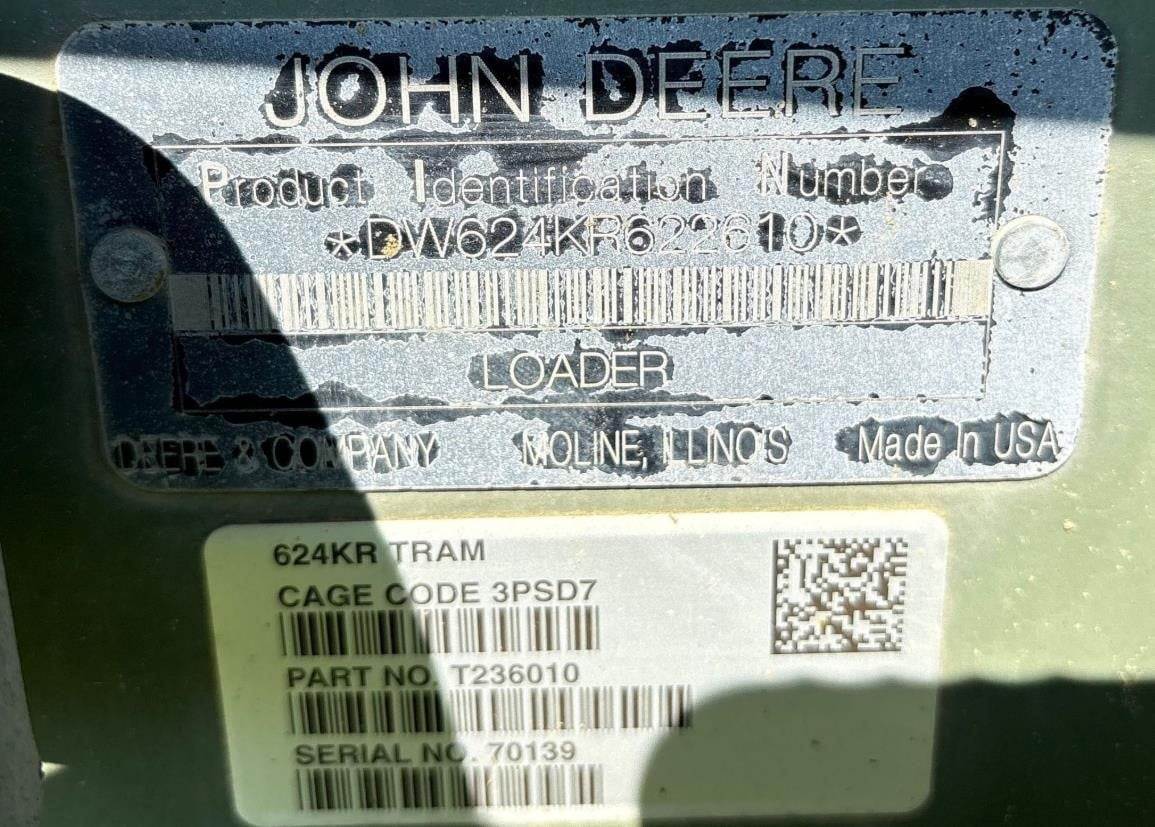 JOHN DEERE
Product Identification Number
*DW624KR622610*
LOADER
DEERE & COMPANY MOLINE, ILLINOIS Made In USA
624KR TRAM
CAGE CODE 3PSD7
PART NO. T236010
SERIAL NO. 70139